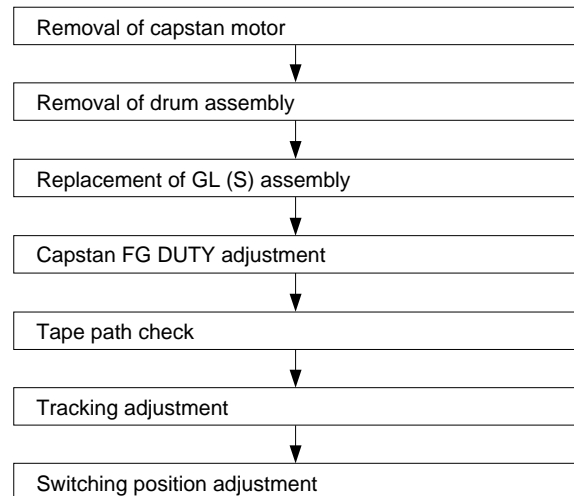 Removal of capstan motor
Removal of drum assembly
Replacement of GL (S) assembly
Capstan FG DUTY adjustment
Tape path check
Tracking adjustment
Switching position adjustment